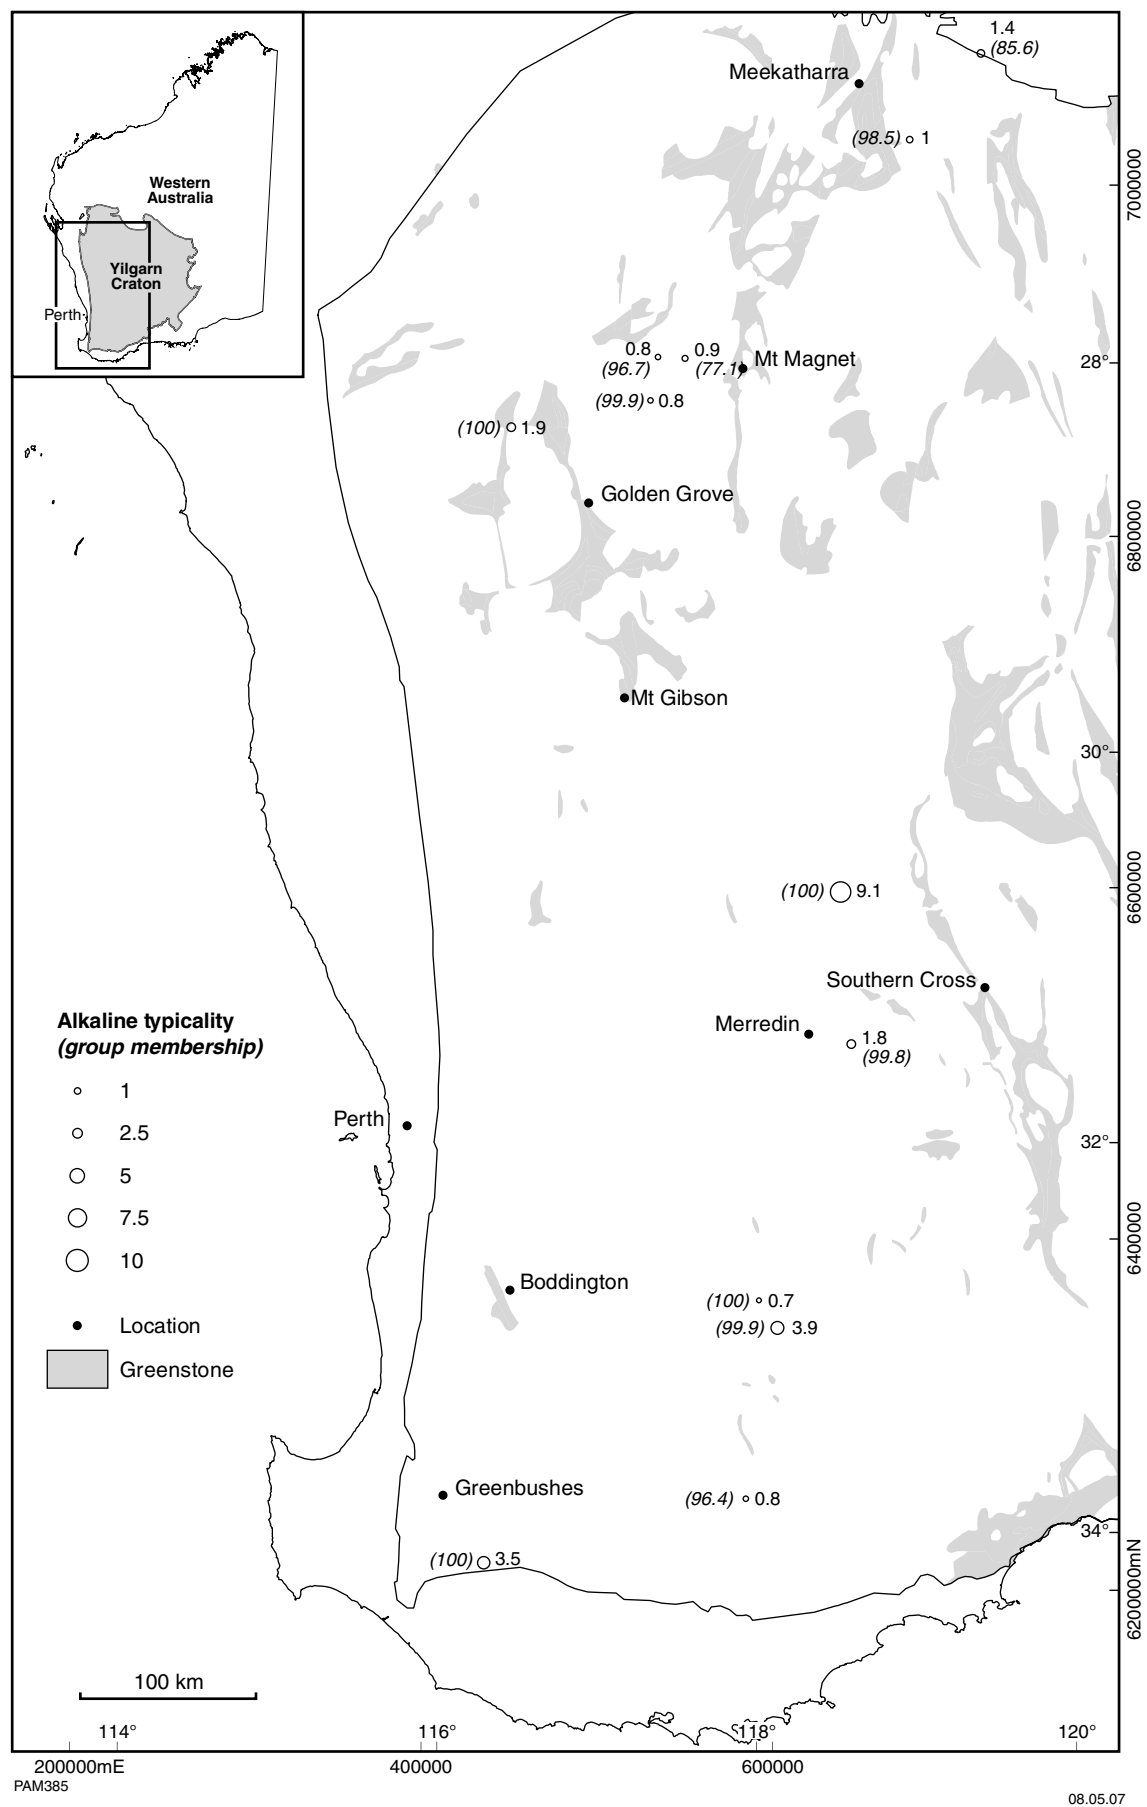 1.4
(85.6)
Meekatharra
(98.5) 1
7000000
Western
Australia
Yilgarn
Craton
Perth
0.8
(96.7)
0.9
(77.1)
Mt Magnet
28°
(99.9) 0.8
(100) 1.9
Golden Grove
6800000
Mt Gibson
30°
(100) 9.1
6600000
Southern Cross
Merredin
1.8
(99.8)
Alkaline typicality
(group membership)
1
2.5
5
7.5
10
Location
Greenstone
Perth
32°
6400000
Boddington
(100) 0.7
(99.9) 3.9
Greenbushes
(96.4) 0.8
34°
(100) 3.5
6200000mN
100 km
114°
116°
118°
120°
200000mE
400000
600000
PAM385
08.05.07